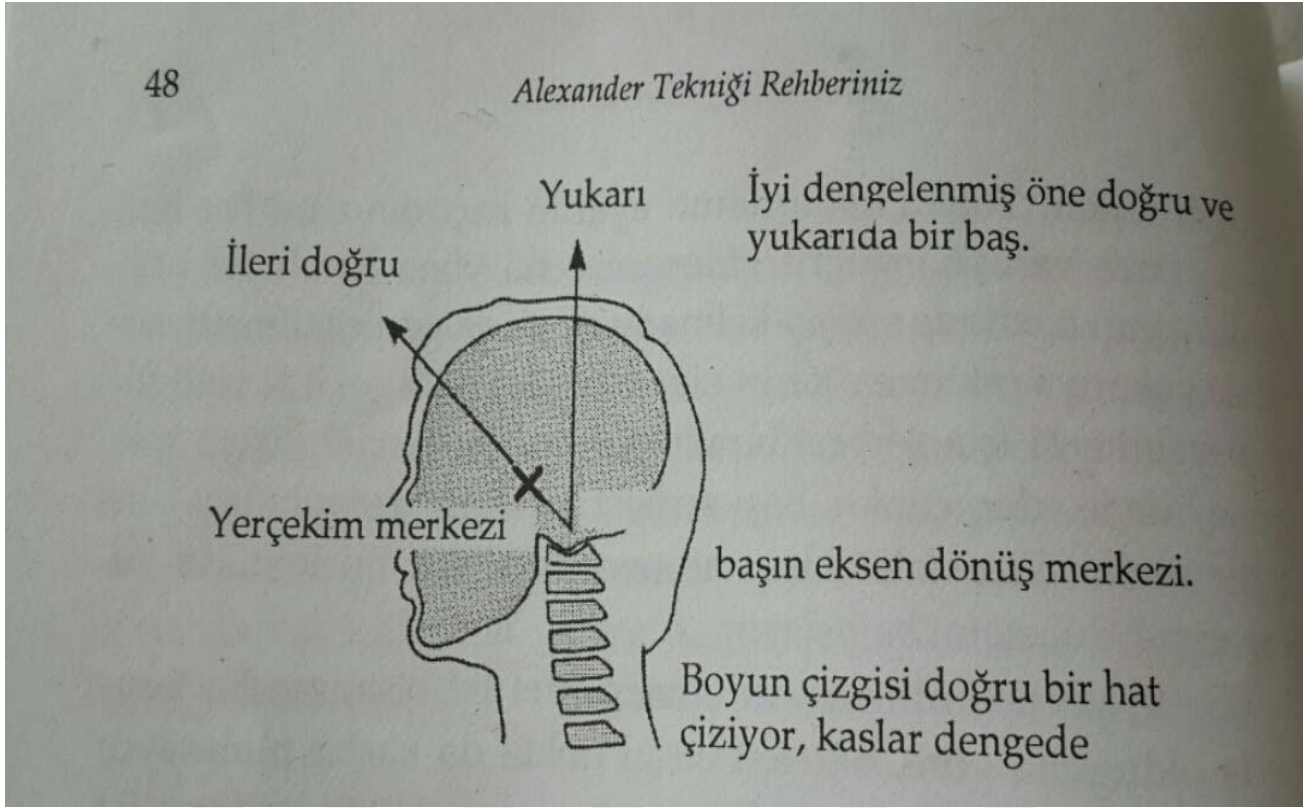 48
Alexander Tekniği Rehberiniz
Yukarı
İyi dengelenmiş öne doğru ve
yukarıda bir baş.
İleri doğru
Yerçekim merkezi
başın eksen dönüş merkezi.
Boyun çizgisi doğru bir hat
çiziyor, kaslar dengede